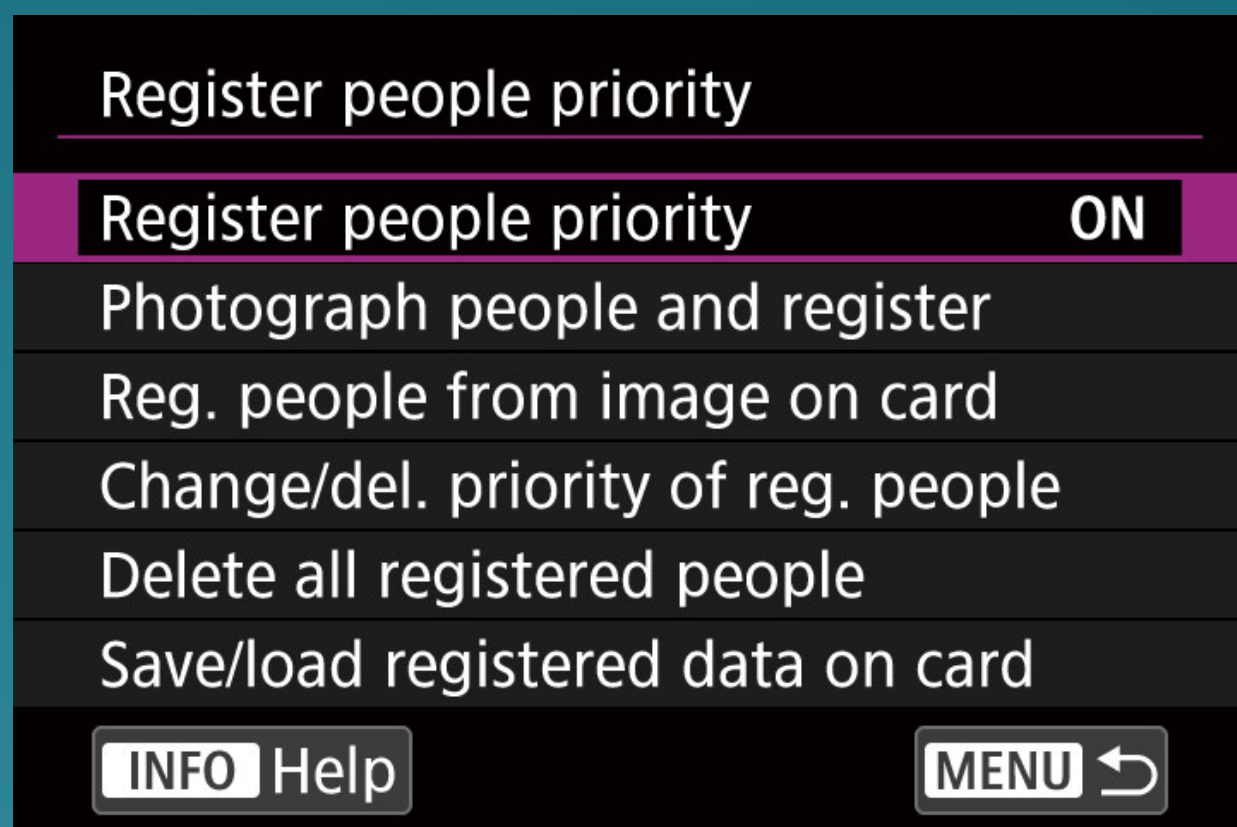 Register people priority
Register people priority ON
Photograph people and register
Reg. people from image on card
Change/del. priority of reg. people
Delete all registered people
Save/load registered data on card
INFO Help MENU